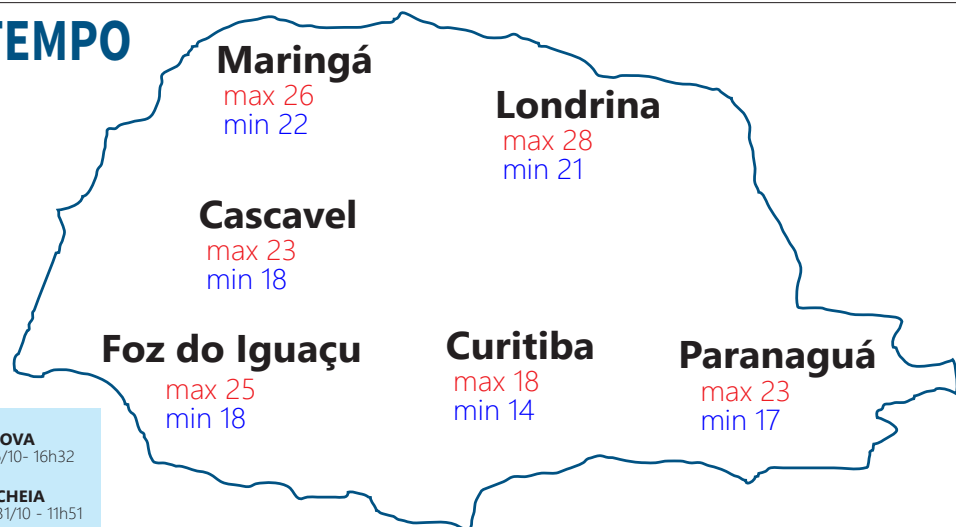 TEMPO
Maringá
max 26
min 22
Londrina
max 28
min 21
Cascavel
max 23
min 18
Foz do Iguaçu
max 25
min 18
Curitiba
max 18
min 14
Paranaguá
max 23
min 17
OVA
/10- 16h32
CHEIA
31/10 - 11h51